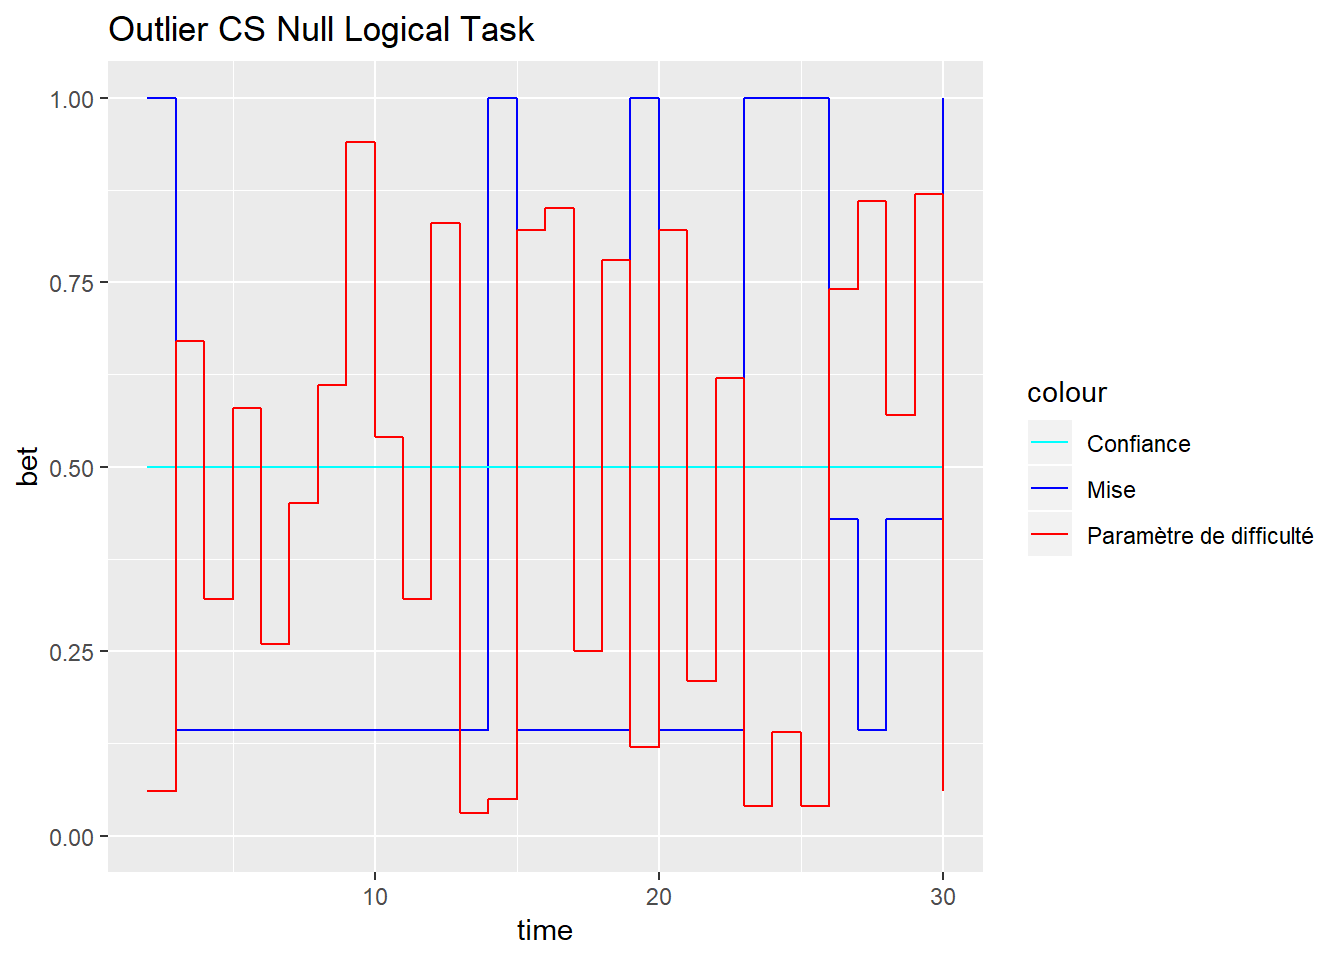 Outlier CS Null Logical Task
1.00
0.75
0.50
0.25
0.00
bet
10 20 30
time
colour
Confiance
Mise
Paramètre de difficulté